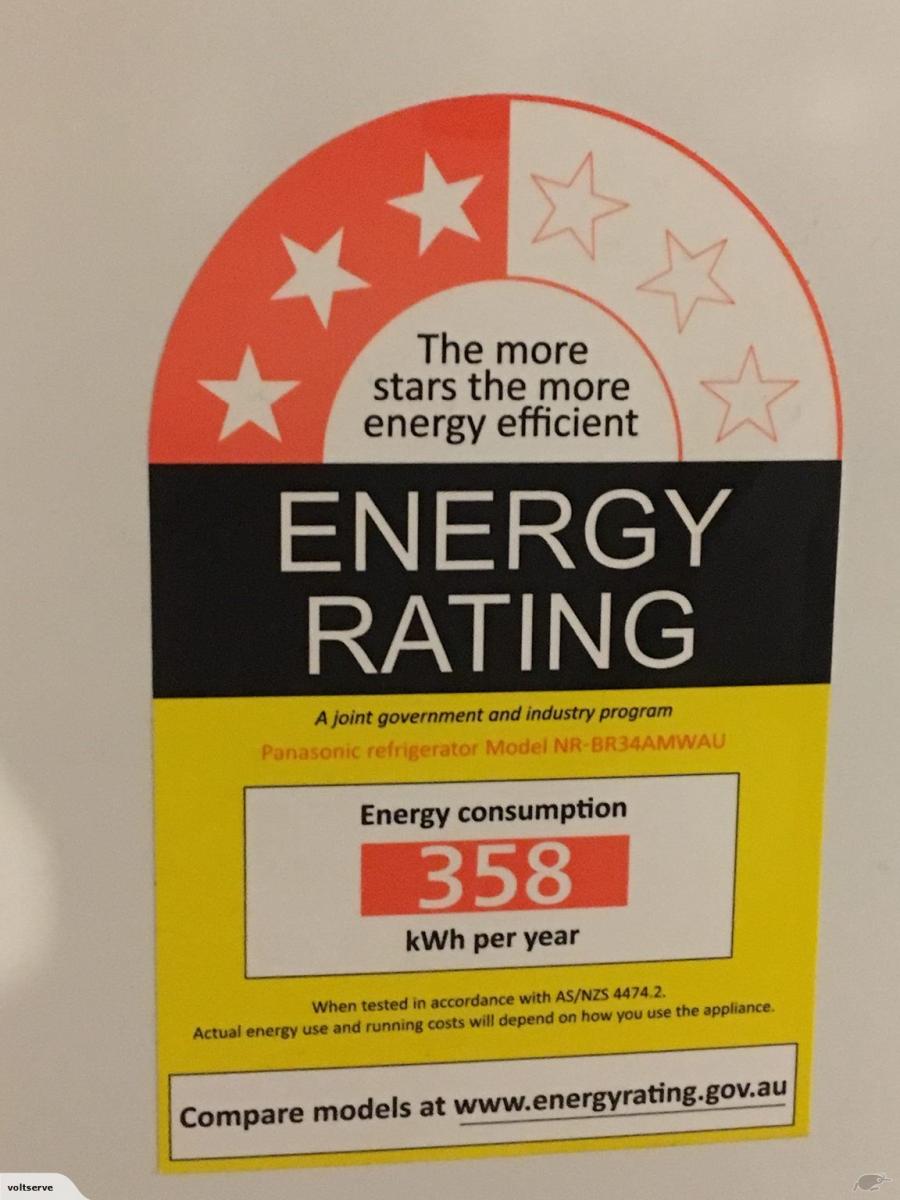 The more
stars the more
energy efficient
ENERGY
RATING
A joint government and industry program
Panasonic refrigerator Model NR-BR34AMWAU
Energy consumption
358
kWh per year
When tested in accordance with AS/NZS 4474.2.
Actual energy use and running costs will depend on how you use the appliance.
Compare models at www.energyrating.gov.au
voltserve